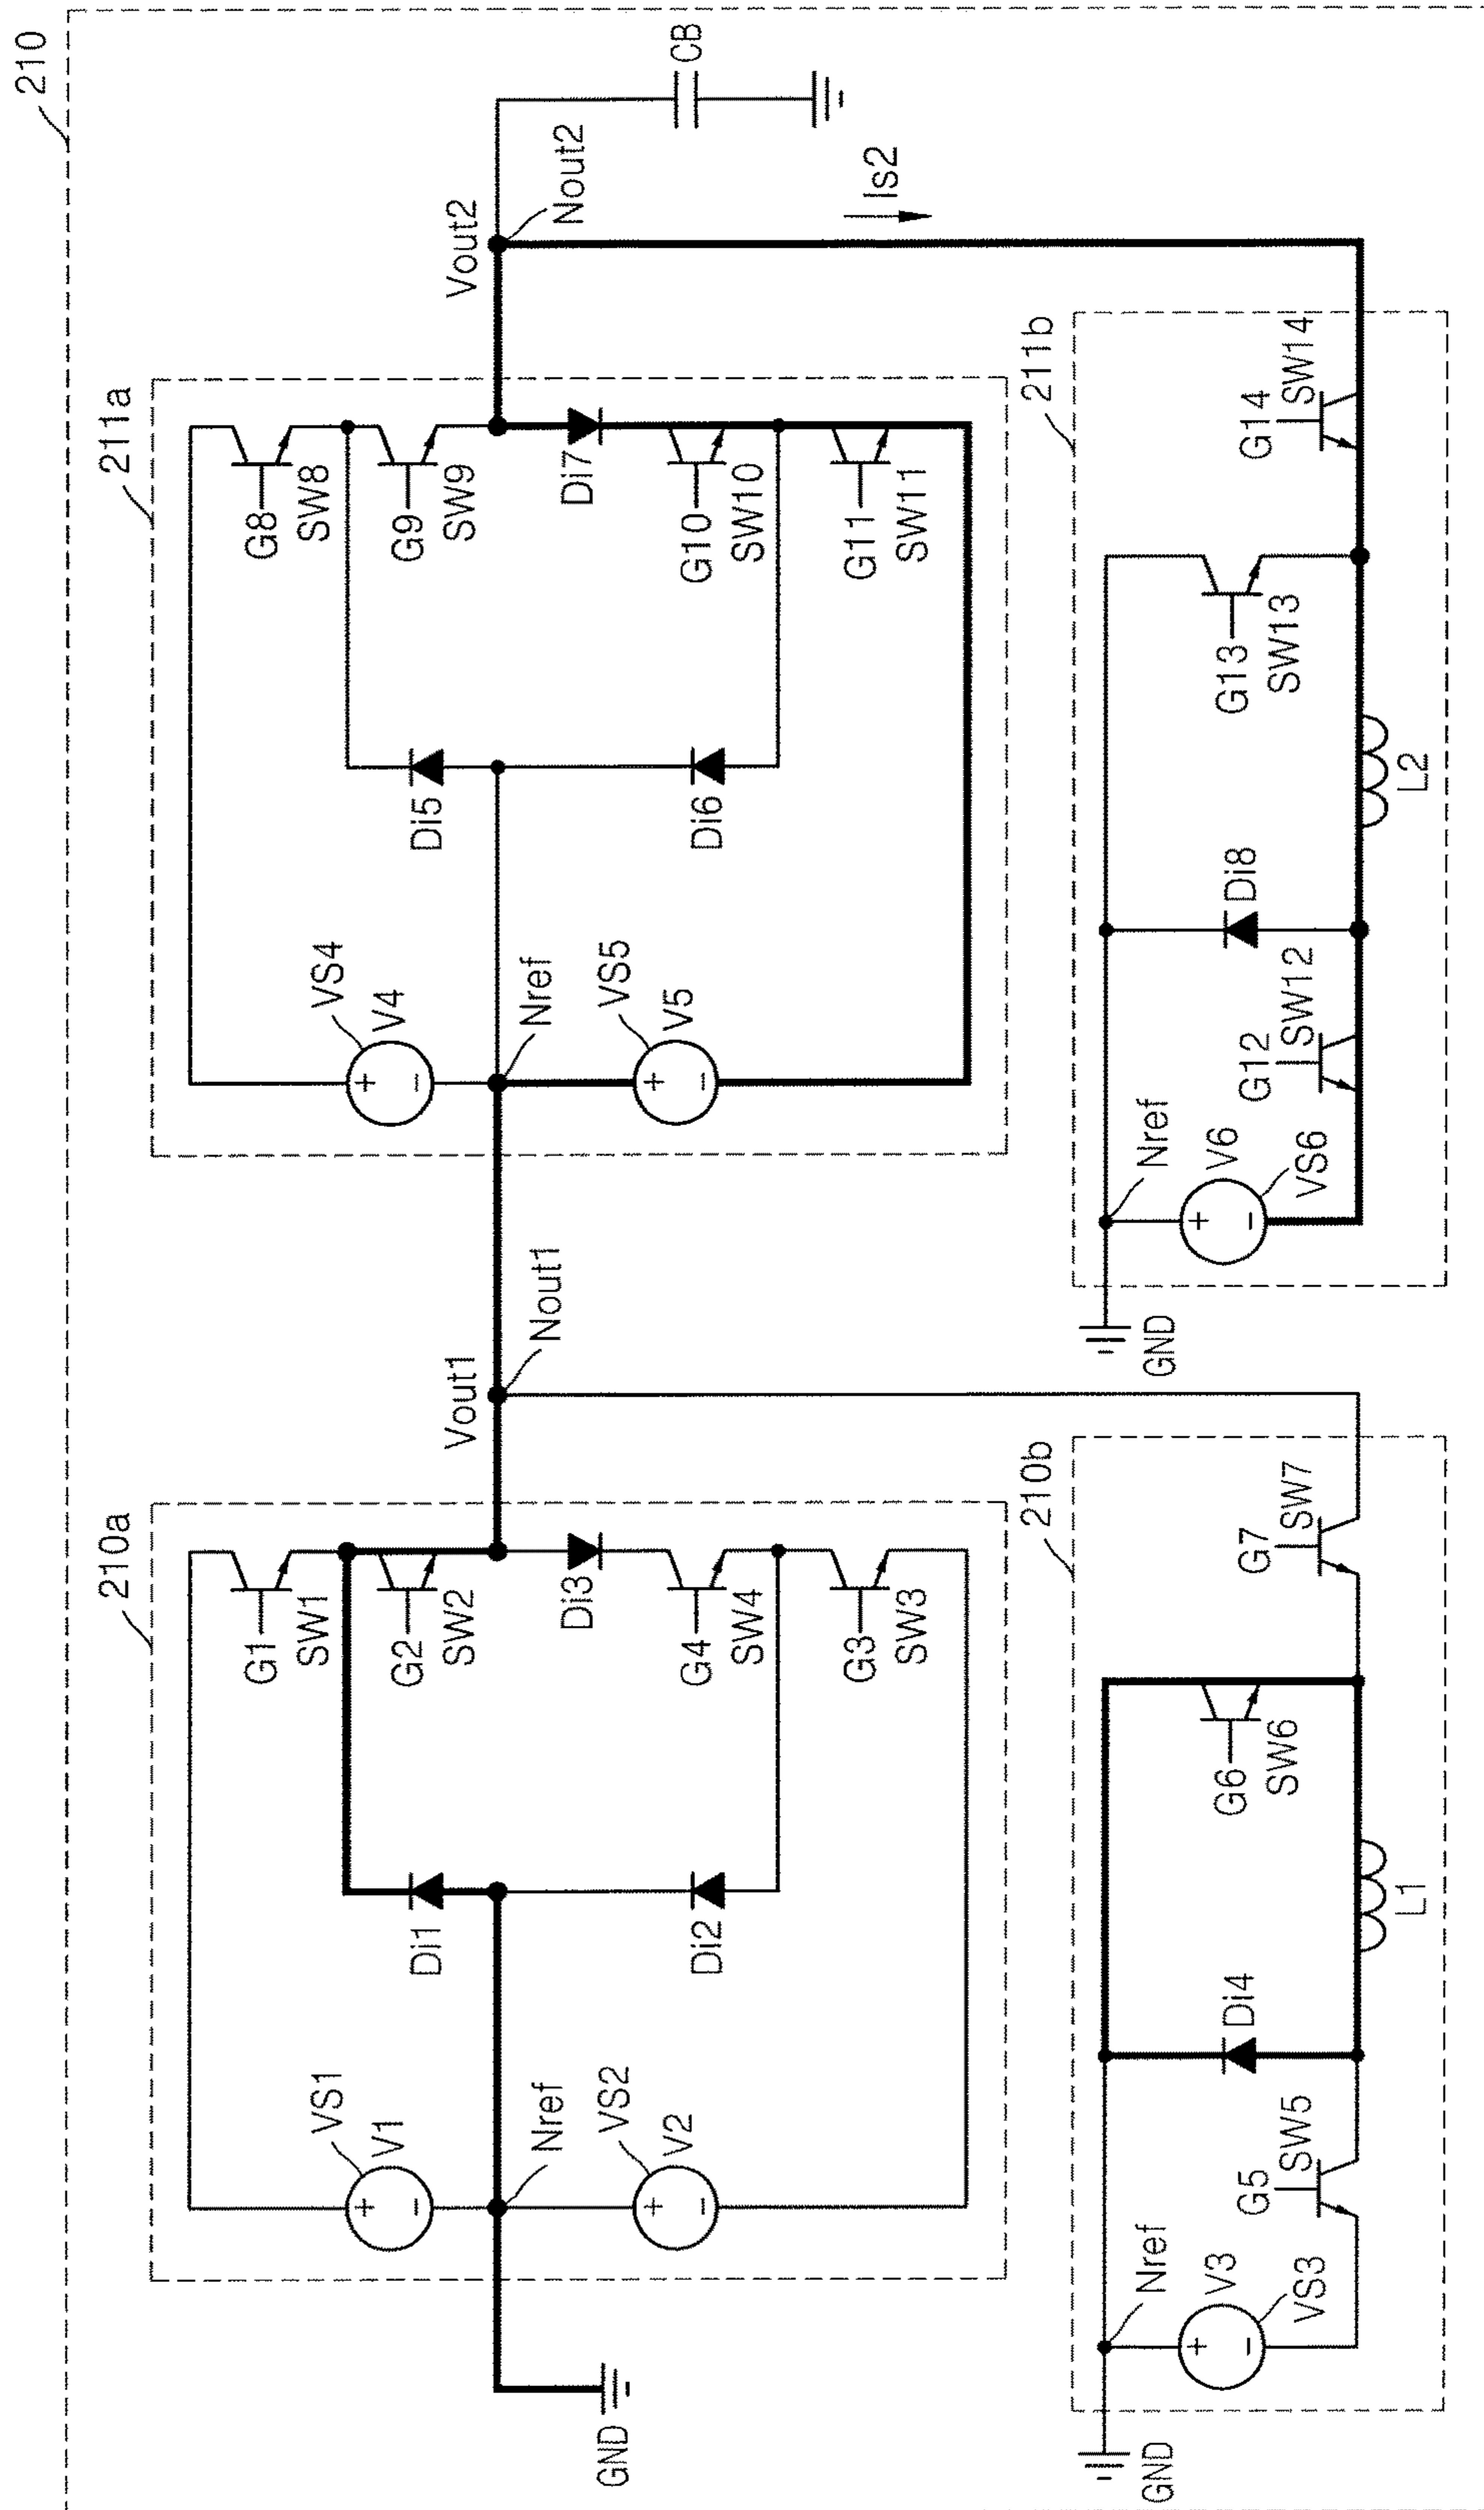 210
210a
VS1
V1
+
-
G1
SW1
G2
SW2
Di1
Di2
Di3
G4
SW4
G3
SW3
Nref
VS2
V2
+
-
GND
Vout1
Nout1
211a
VS4
V4
+
-
G8
SW8
G9
SW9
Di5
Di6
Di7
G10
SW10
G11
SW11
Nref
VS5
V5
+
-
Vout2
Nout2
CB
Is2
210b
Nref
V3
+
-
VS3
G5
SW5
Di4
L1
G6
SW6
G7
SW7
GND
211b
Nref
V6
+
-
VS6
G12
SW12
Di8
L2
G13
SW13
G14
SW14
GND